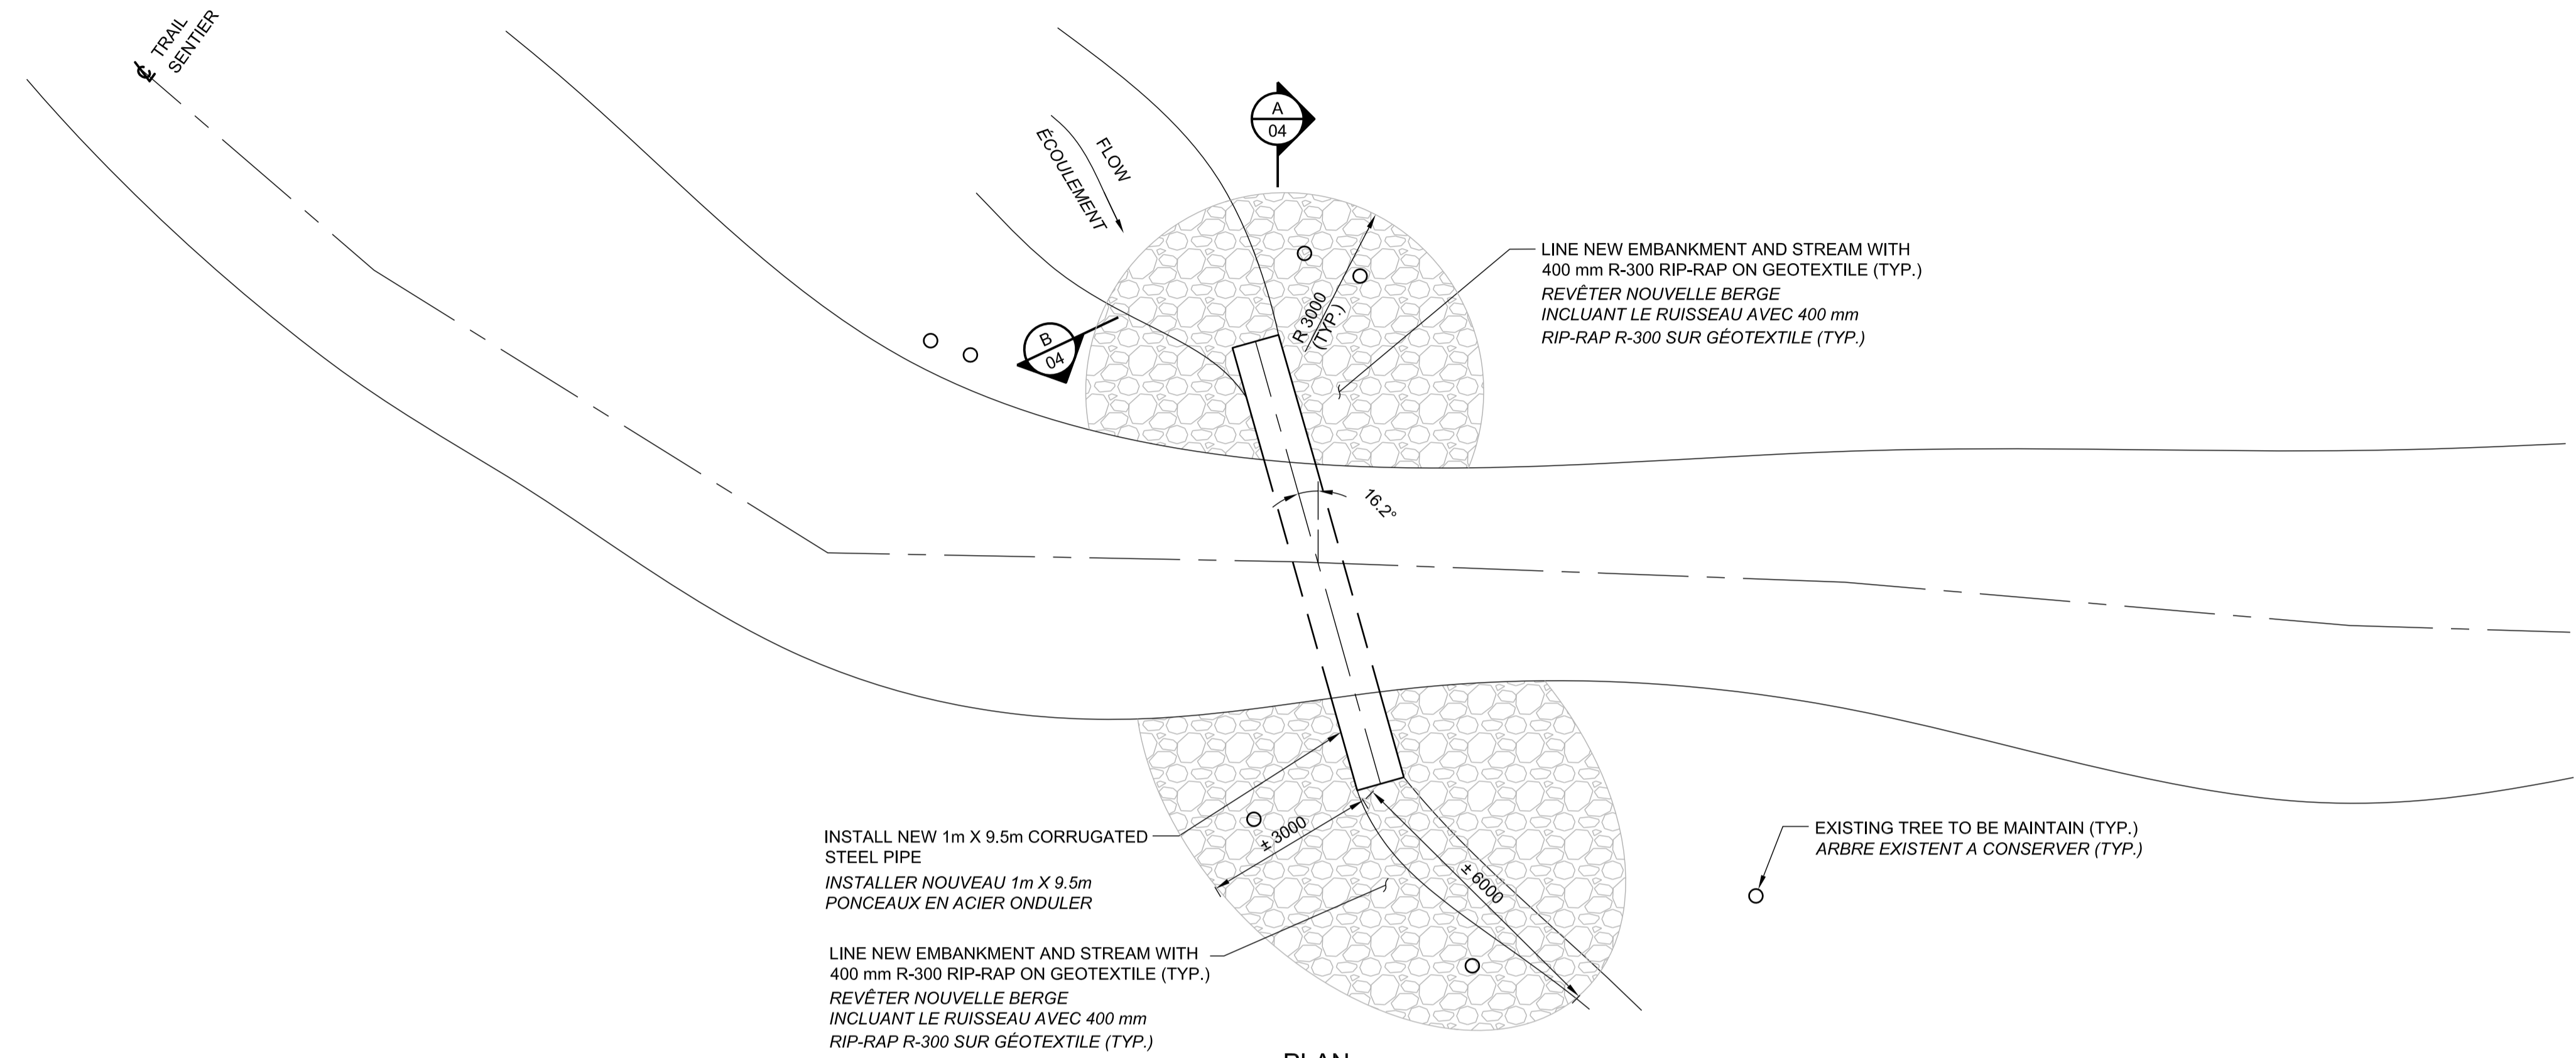 ℄ TRAIL
SENTIER
FLOW
ÉCOULEMENT
A
04
B
04
R 3000
(TYP.)
LINE NEW EMBANKMENT AND STREAM WITH
400 mm R-300 RIP-RAP ON GEOTEXTILE (TYP.)
REVÊTER NOUVELLE BERGE
INCLUANT LE RUISSEAU AVEC 400 mm
RIP-RAP R-300 SUR GÉOTEXTILE (TYP.)
16.2°
INSTALL NEW 1m X 9.5m CORRUGATED
STEEL PIPE
INSTALLER NOUVEAU 1m X 9.5m
PONCEAUX EN ACIER ONDULER
± 3000
± 6000
EXISTING TREE TO BE MAINTAIN (TYP.)
ARBRE EXISTENT A CONSERVER (TYP.)
LINE NEW EMBANKMENT AND STREAM WITH
400 mm R-300 RIP-RAP ON GEOTEXTILE (TYP.)
REVÊTER NOUVELLE BERGE
INCLUANT LE RUISSEAU AVEC 400 mm
RIP-RAP R-300 SUR GÉOTEXTILE (TYP.)
PLAN